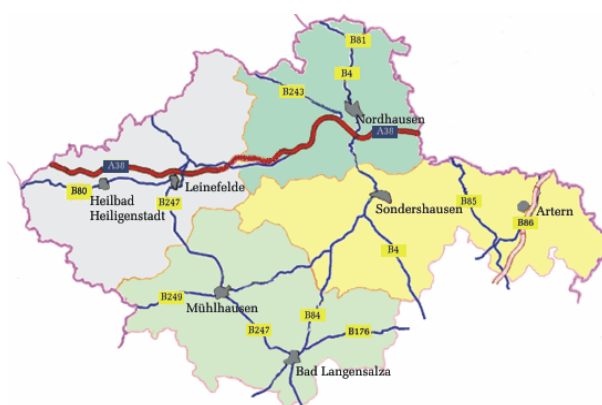 B81
B4
B243
Nordhausen
A38
A38
Leinefelde
B80
Heilbad
Heiligenstadt
B247
Sondershausen
B85
Artern
B86
B4
B249
Mühlhausen
B247
B84
B176
Bad Langensalza